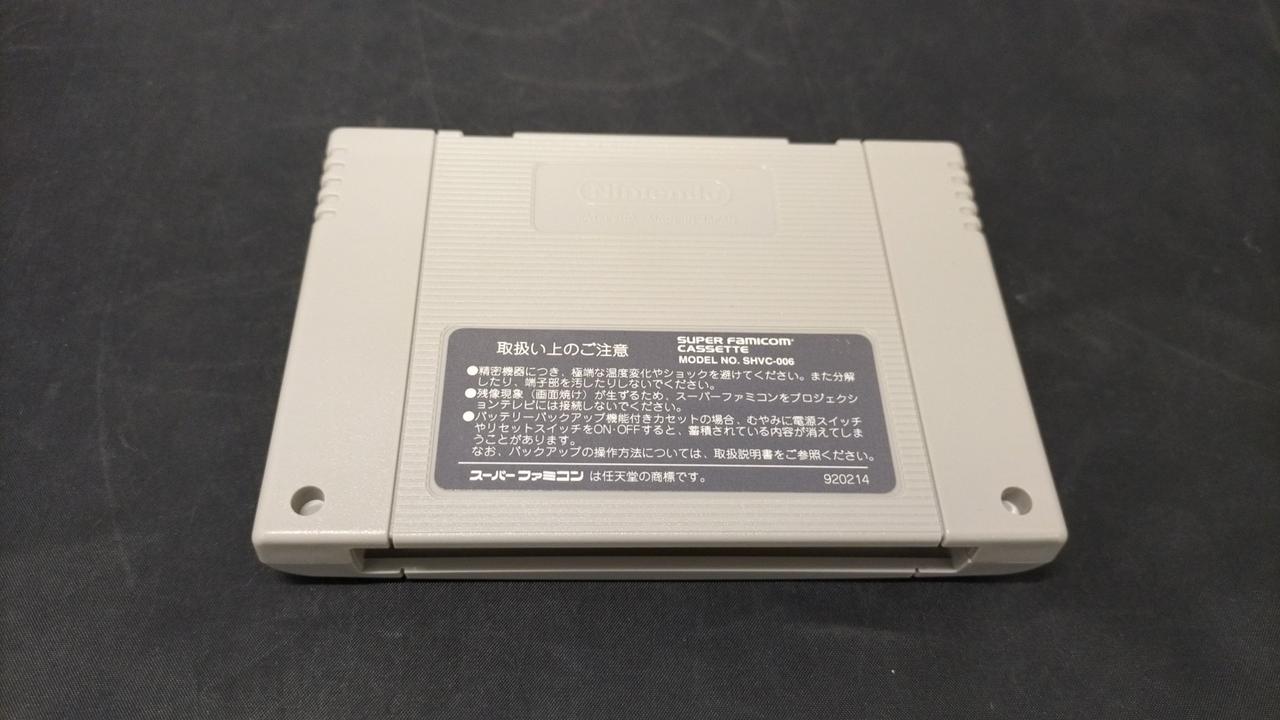 Nintendo
取扱い上のご注意
SUPER FAMICOM
CASSETTE
MODEL NO. SHVC-006
●精密機器につき、極端な温度変化やショックを避けてください。また分解
したり、端子部を汚したりしないでください。
●残像現象（画面焼け）が生ずるため、スーパーファミコンをプロジェクシ
ョンテレビには接続しないでください。
●バッテリーバックアップ機能付きカセットの場合、むやみに電源スイッチ
やリセットスイッチをON・OFFすると、蓄積されている内容が消えてしま
うことがあります。
なお、バックアップの操作方法については、取扱説明書をご参照ください。
スーパーファミコン は任天堂の商標です。
920214